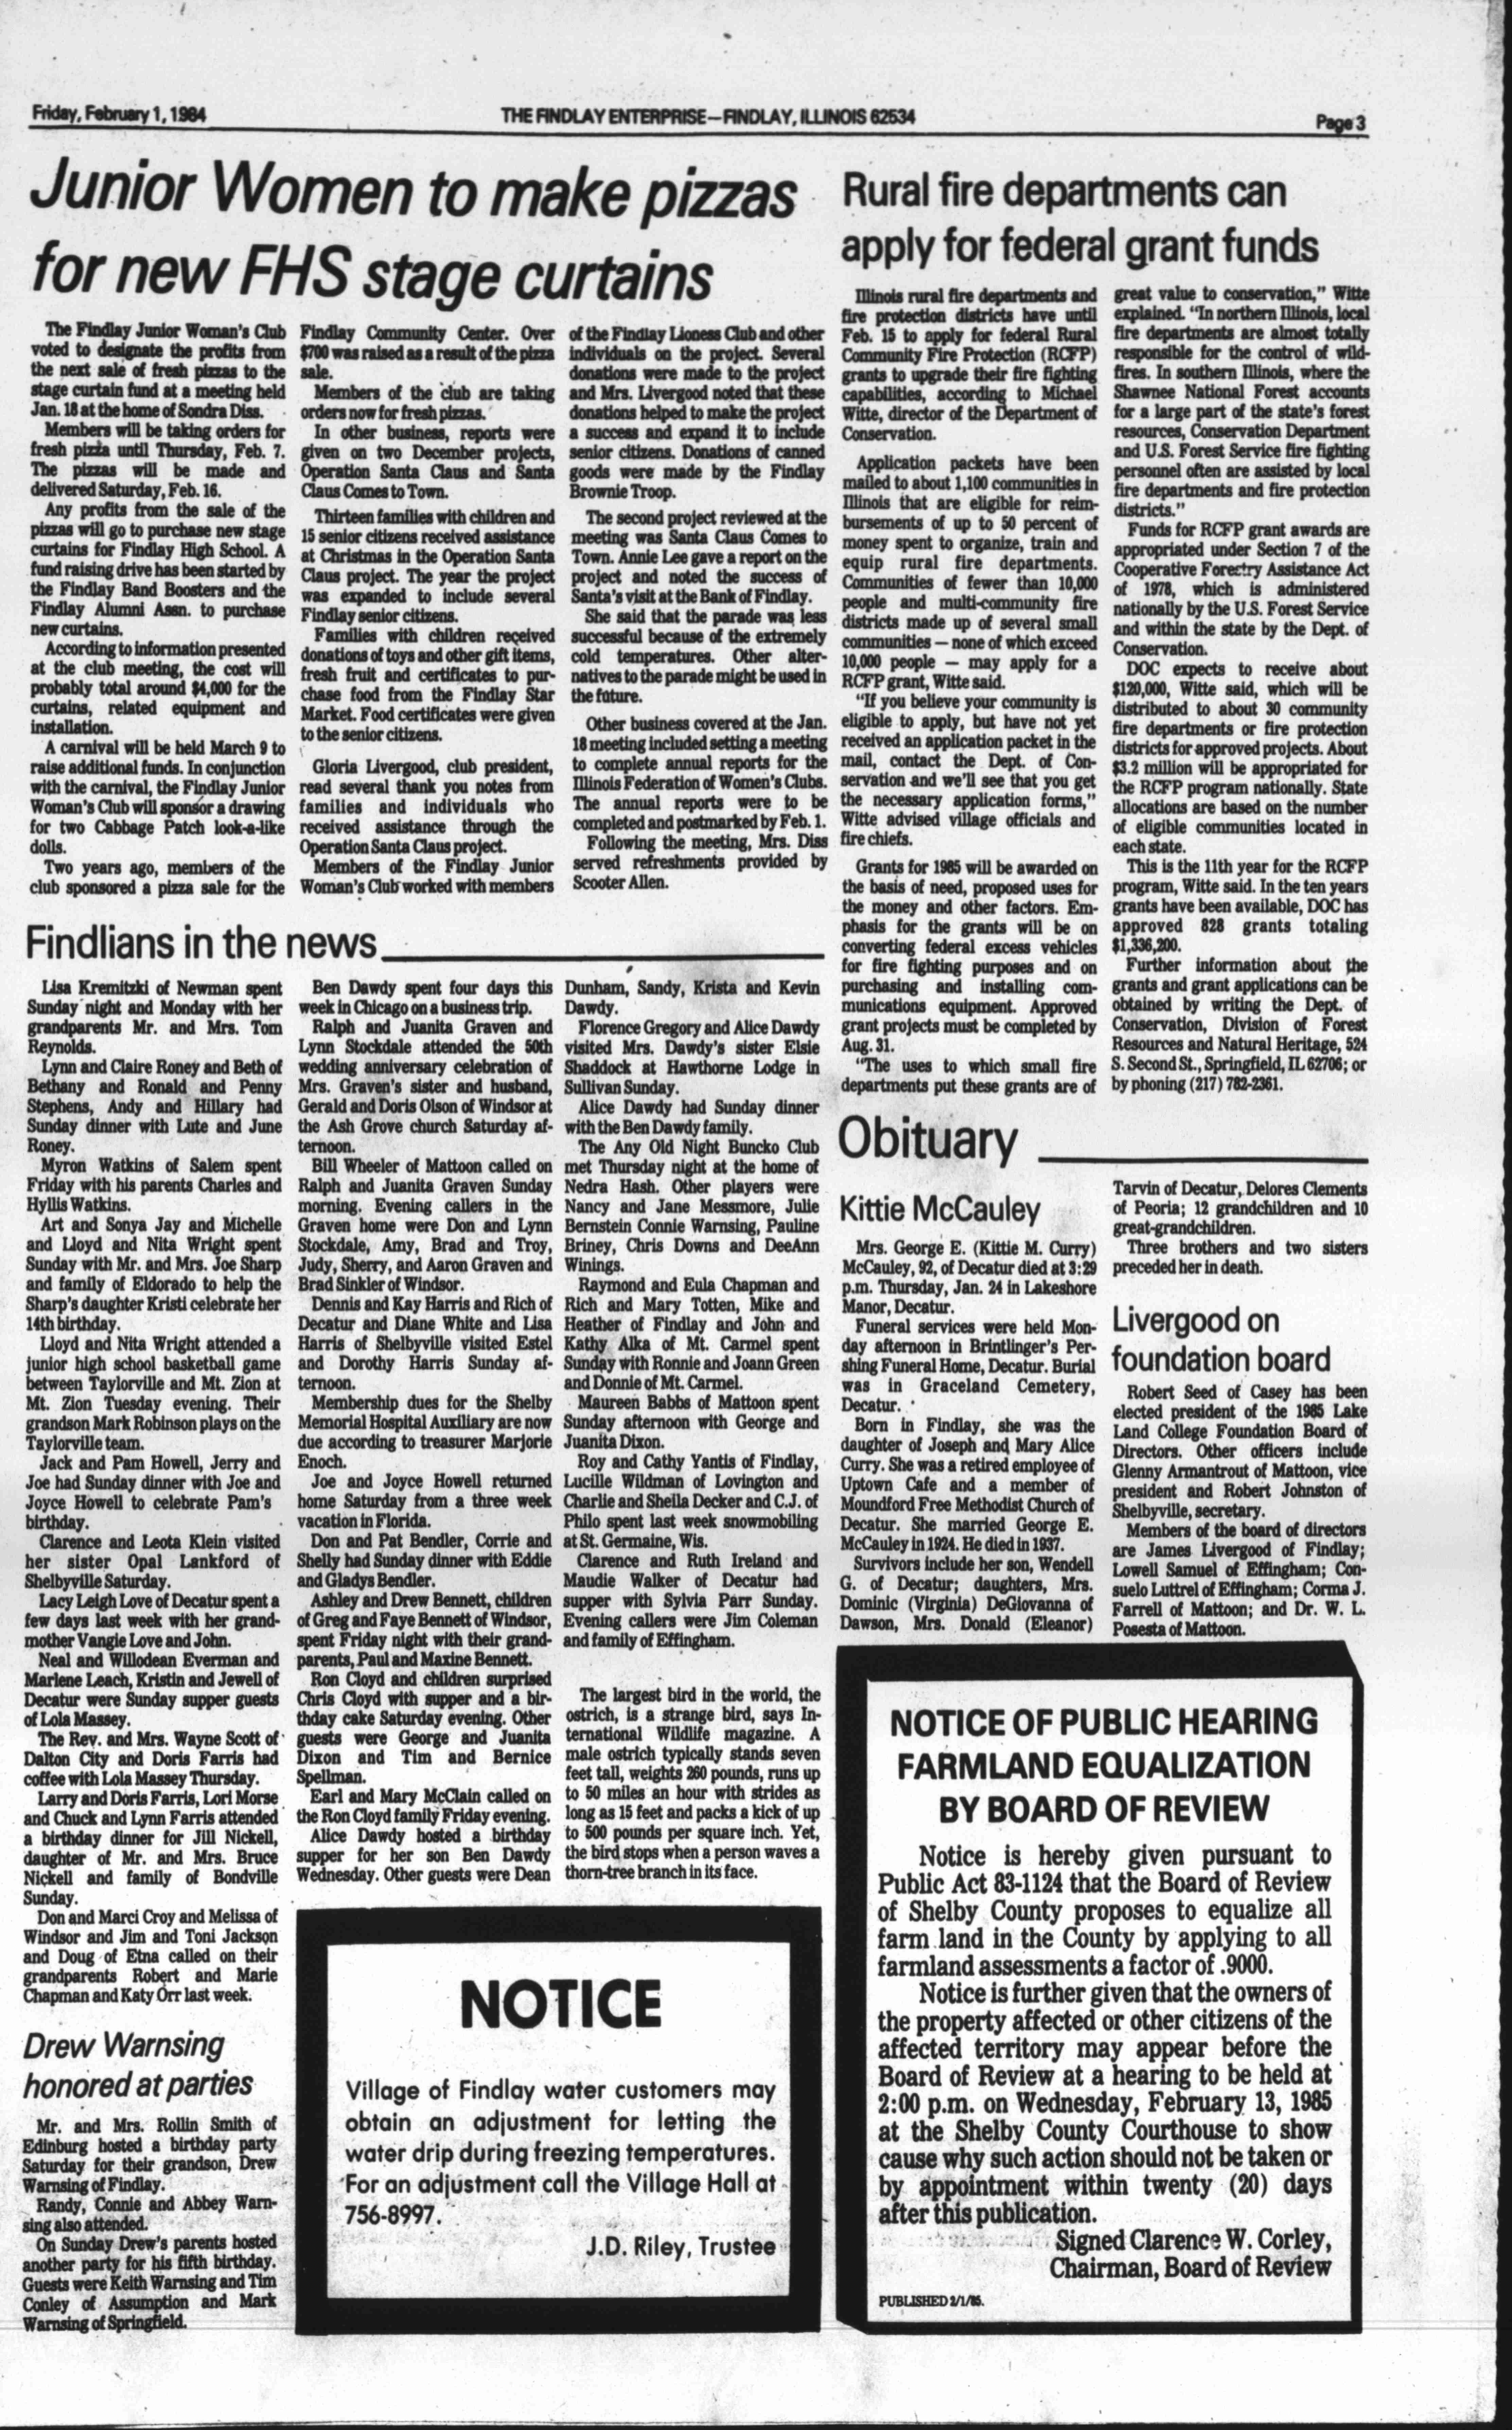 Friday, February 1, 1984
THE FINDLAY ENTERPRISE—FINDLAY, ILLINOIS 62534
Page 3
Junior Women to make pizzas
for new FHS stage curtains
The Findlay Junior Woman's Club
voted to designate the profits from
the next sale of fresh pizzas to the
stage curtain fund at a meeting held
Jan. 18 at the home of Sondra Diss.
Members will be taking orders for
fresh pizza until Thursday, Feb. 7.
The pizzas will be made and
delivered Saturday, Feb. 16.
Any profits from the sale of the
pizzas will go to purchase new stage
curtains for Findlay High School. A
fund raising drive has been started by
the Findlay Band Boosters and the
Findlay Alumni Assn. to purchase
new curtains.
According to information presented
at the club meeting, the cost will
probably total around $4,000 for the
curtains, related equipment and
installation.
A carnival will be held March 9 to
raise additional funds. In conjunction
with the carnival, the Findlay Junior
Woman's Club will sponsor a drawing
for two Cabbage Patch look-a-like
dolls.
Two years ago, members of the
club sponsored a pizza sale for the
Findlay Community Center. Over
$700 was raised as a result of the pizza
sale.
Members of the club are taking
orders now for fresh pizzas.
In other business, reports were
given on two December projects,
Operation Santa Claus and Santa
Claus Comes to Town.
Thirteen families with children and
15 senior citizens received assistance
at Christmas in the Operation Santa
Claus project. The year the project
was expanded to include several
Findlay senior citizens.
Families with children received
donations of toys and other gift items,
fresh fruit and certificates to pur-
chase food from the Findlay Star
Market. Food certificates were given
to the senior citizens.
Gloria Livergood, club president,
read several thank you notes from
families and individuals who
received assistance through the
Operation Santa Claus project.
Members of the Findlay Junior
Woman's Club worked with members
of the Findlay Lioness Club and other
individuals on the project. Several
donations were made to the project
and Mrs. Livergood noted that these
donations helped to make the project
a success and expand it to include
senior citizens. Donations of canned
goods were made by the Findlay
Brownie Troop.
The second project reviewed at the
meeting was Santa Claus Comes to
Town. Annie Lee gave a report on the
project and noted the success of
Santa's visit at the Bank of Findlay.
She said that the parade was less
successful because of the extremely
cold temperatures. Other alter-
natives to the parade might be used in
the future.
Other business covered at the Jan.
18 meeting included setting a meeting
to complete annual reports for the
Illinois Federation of Women's Clubs.
The annual reports were to be
completed and postmarked by Feb. 1.
Following the meeting, Mrs. Diss
served refreshments provided by
Scooter Allen.
Rural fire departments can
apply for federal grant funds
Illinois rural fire departments and
fire protection districts have until
Feb. 15 to apply for federal Rural
Community Fire Protection (RCFP)
grants to upgrade their fire fighting
capabilities, according to Michael
Witte, director of the Department of
Conservation.
Application packets have been
mailed to about 1,100 communities in
Illinois that are eligible for reim-
bursements of up to 50 percent of
money spent to organize, train and
equip rural fire departments.
Communities of fewer than 10,000
people and multi-community fire
districts made up of several small
communities — none of which exceed
10,000 people — may apply for a
RCFP grant, Witte said.
"If you believe your community is
eligible to apply, but have not yet
received an application packet in the
mail, contact the Dept. of Con-
servation and we'll see that you get
the necessary application forms,"
Witte advised village officials and
fire chiefs.
Grants for 1985 will be awarded on
the basis of need, proposed uses for
the money and other factors. Em-
phasis for the grants will be on
converting federal excess vehicles
for fire fighting purposes and on
purchasing and installing com-
munications equipment. Approved
grant projects must be completed by
Aug. 31.
"The uses to which small fire
departments put these grants are of
great value to conservation," Witte
explained. "In northern Illinois, local
fire departments are almost totally
responsible for the control of wild-
fires. In southern Illinois, where the
Shawnee National Forest accounts
for a large part of the state's forest
resources, Conservation Department
and U.S. Forest Service fire fighting
personnel often are assisted by local
fire departments and fire protection
districts."
Funds for RCFP grant awards are
appropriated under Section 7 of the
Cooperative Forestry Assistance Act
of 1978, which is administered
nationally by the U.S. Forest Service
and within the state by the Dept. of
Conservation.
DOC expects to receive about
$120,000, Witte said, which will be
distributed to about 30 community
fire departments or fire protection
districts for approved projects. About
$3.2 million will be appropriated for
the RCFP program nationally. State
allocations are based on the number
of eligible communities located in
each state.
This is the 11th year for the RCFP
program, Witte said. In the ten years
grants have been available, DOC has
approved 828 grants totaling
$1,336,200.
Further information about the
grants and grant applications can be
obtained by writing the Dept. of
Conservation, Division of Forest
Resources and Natural Heritage, 524
S. Second St., Springfield, IL 62706; or
by phoning (217) 782-2361.
Findlians in the news
Lisa Kremitzki of Newman spent
Sunday night and Monday with her
grandparents Mr. and Mrs. Tom
Reynolds.
Lynn and Claire Roney and Beth of
Bethany and Ronald and Penny
Stephens, Andy and Hillary had
Sunday dinner with Lute and June
Roney.
Myron Watkins of Salem spent
Friday with his parents Charles and
Hyllis Watkins.
Art and Sonya Jay and Michelle
and Lloyd and Nita Wright spent
Sunday with Mr. and Mrs. Joe Sharp
and family of Eldorado to help the
Sharp's daughter Kristi celebrate her
14th birthday.
Lloyd and Nita Wright attended a
junior high school basketball game
between Taylorville and Mt. Zion at
Mt. Zion Tuesday evening. Their
grandson Mark Robinson plays on the
Taylorville team.
Jack and Pam Howell, Jerry and
Joe had Sunday dinner with Joe and
Joyce Howell to celebrate Pam's
birthday.
Clarence and Leota Klein visited
her sister Opal Lankford of
Shelbyville Saturday.
Lacy Leigh Love of Decatur spent a
few days last week with her grand-
mother Vangie Love and John.
Neal and Willodean Everman and
Marlene Leach, Kristin and Jewell of
Decatur were Sunday supper guests
of Lola Massey.
The Rev. and Mrs. Wayne Scott of
Dalton City and Doris Farris had
coffee with Lola Massey Thursday.
Larry and Doris Farris, Lori Morse
and Chuck and Lynn Farris attended
a birthday dinner for Jill Nickell,
daughter of Mr. and Mrs. Bruce
Nickell and family of Bondville
Sunday.
Don and Marci Croy and Melissa of
Windsor and Jim and Toni Jackson
and Doug of Etna called on their
grandparents Robert and Marie
Chapman and Katy Orr last week.
Ben Dawdy spent four days this
week in Chicago on a business trip.
Ralph and Juanita Graven and
Lynn Stockdale attended the 50th
wedding anniversary celebration of
Mrs. Graven's sister and husband,
Gerald and Doris Olson of Windsor at
the Ash Grove church Saturday af-
ternoon.
Bill Wheeler of Mattoon called on
Ralph and Juanita Graven Sunday
morning. Evening callers in the
Graven home were Don and Lynn
Stockdale, Amy, Brad and Troy,
Judy, Sherry, and Aaron Graven and
Brad Sinkler of Windsor.
Dennis and Kay Harris and Rich of
Decatur and Diane White and Lisa
Harris of Shelbyville visited Estel
and Dorothy Harris Sunday af-
ternoon.
Membership dues for the Shelby
Memorial Hospital Auxiliary are now
due according to treasurer Marjorie
Enoch.
Joe and Joyce Howell returned
home Saturday from a three week
vacation in Florida.
Don and Pat Bendler, Corrie and
Shelly had Sunday dinner with Eddie
and Gladys Bendler.
Ashley and Drew Bennett, children
of Greg and Faye Bennett of Windsor,
spent Friday night with their grand-
parents, Paul and Maxine Bennett.
Ron Cloyd and children surprised
Chris Cloyd with supper and a bir-
thday cake Saturday evening. Other
guests were George and Juanita
Dixon and Tim and Bernice
Spellman.
Earl and Mary McClain called on
the Ron Cloyd family Friday evening.
Alice Dawdy hosted a birthday
supper for her son Ben Dawdy
Wednesday. Other guests were Dean
Dunham, Sandy, Krista and Kevin
Dawdy.
Florence Gregory and Alice Dawdy
visited Mrs. Dawdy's sister Elsie
Shaddock at Hawthorne Lodge in
Sullivan Sunday.
Alice Dawdy had Sunday dinner
with the Ben Dawdy family.
The Any Old Night Buncko Club
met Thursday night at the home of
Nedra Hash. Other players were
Nancy and Jane Messmore, Julie
Bernstein Connie Warnsing, Pauline
Briney, Chris Downs and DeeAnn
Winings.
Raymond and Eula Chapman and
Rich and Mary Totten, Mike and
Heather of Findlay and John and
Kathy Alka of Mt. Carmel spent
Sunday with Ronnie and Joann Green
and Donnie of Mt. Carmel.
Maureen Babbs of Mattoon spent
Sunday afternoon with George and
Juanita Dixon.
Roy and Cathy Yantis of Findlay,
Lucille Wildman of Lovington and
Charlie and Sheila Decker and C.J. of
Philo spent last week snowmobiling
at St. Germaine, Wis.
Clarence and Ruth Ireland and
Maudie Walker of Decatur had
supper with Sylvia Parr Sunday.
Evening callers were Jim Coleman
and family of Effingham.
The largest bird in the world, the
ostrich, is a strange bird, says In-
ternational Wildlife magazine. A
male ostrich typically stands seven
feet tall, weights 260 pounds, runs up
to 50 miles an hour with strides as
long as 15 feet and packs a kick of up
to 500 pounds per square inch. Yet,
the bird stops when a person waves a
thorn-tree branch in its face.
Drew Warnsing
honored at parties
Mr. and Mrs. Rollin Smith of
Edinburg hosted a birthday party
Saturday for their grandson, Drew
Warnsing of Findlay.
Randy, Connie and Abbey Warn-
sing also attended.
On Sunday Drew's parents hosted
another party for his fifth birthday.
Guests were Keith Warnsing and Tim
Conley of Assumption and Mark
Warnsing of Springfield.
NOTICE
Village of Findlay water customers may
obtain an adjustment for letting the
water drip during freezing temperatures.
For an adjustment call the Village Hall at
756-8997.
J.D. Riley, Trustee
Obituary
Kittie McCauley
Mrs. George E. (Kittie M. Curry)
McCauley, 92, of Decatur died at 3:29
p.m. Thursday, Jan. 24 in Lakeshore
Manor, Decatur.
Funeral services were held Mon-
day afternoon in Brintlinger's Per-
shing Funeral Home, Decatur. Burial
was in Graceland Cemetery,
Decatur.
Born in Findlay, she was the
daughter of Joseph and Mary Alice
Curry. She was a retired employee of
Uptown Cafe and a member of
Moundford Free Methodist Church of
Decatur. She married George E.
McCauley in 1924. He died in 1937.
Survivors include her son, Wendell
G. of Decatur; daughters, Mrs.
Dominic (Virginia) DeGiovanna of
Dawson, Mrs. Donald (Eleanor)
Tarvin of Decatur, Delores Clements
of Peoria; 12 grandchildren and 10
great-grandchildren.
Three brothers and two sisters
preceded her in death.
Livergood on
foundation board
Robert Seed of Casey has been
elected president of the 1985 Lake
Land College Foundation Board of
Directors. Other officers include
Glenny Armantrout of Mattoon, vice
president and Robert Johnston of
Shelbyville, secretary.
Members of the board of directors
are James Livergood of Findlay;
Lowell Samuel of Effingham; Con-
suelo Luttrel of Effingham; Corma J.
Farrell of Mattoon; and Dr. W. L.
Posesta of Mattoon.
NOTICE OF PUBLIC HEARING
FARMLAND EQUALIZATION
BY BOARD OF REVIEW
Notice is hereby given pursuant to
Public Act 83-1124 that the Board of Review
of Shelby County proposes to equalize all
farm land in the County by applying to all
farmland assessments a factor of .9000.
Notice is further given that the owners of
the property affected or other citizens of the
affected territory may appear before the
Board of Review at a hearing to be held at
2:00 p.m. on Wednesday, February 13, 1985
at the Shelby County Courthouse to show
cause why such action should not be taken or
by appointment within twenty (20) days
after this publication.
Signed Clarence W. Corley,
Chairman, Board of Review
PUBLISHED 2/1/85.